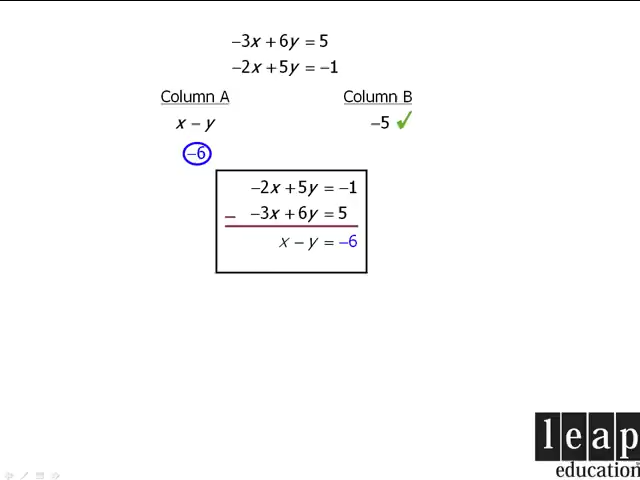 −3x + 6y = 5
−2x + 5y = −1
Column A Column B
x − y −5 ✓
−6
−2x + 5y = −1
− −3x + 6y = 5
x − y = −6
leap
education